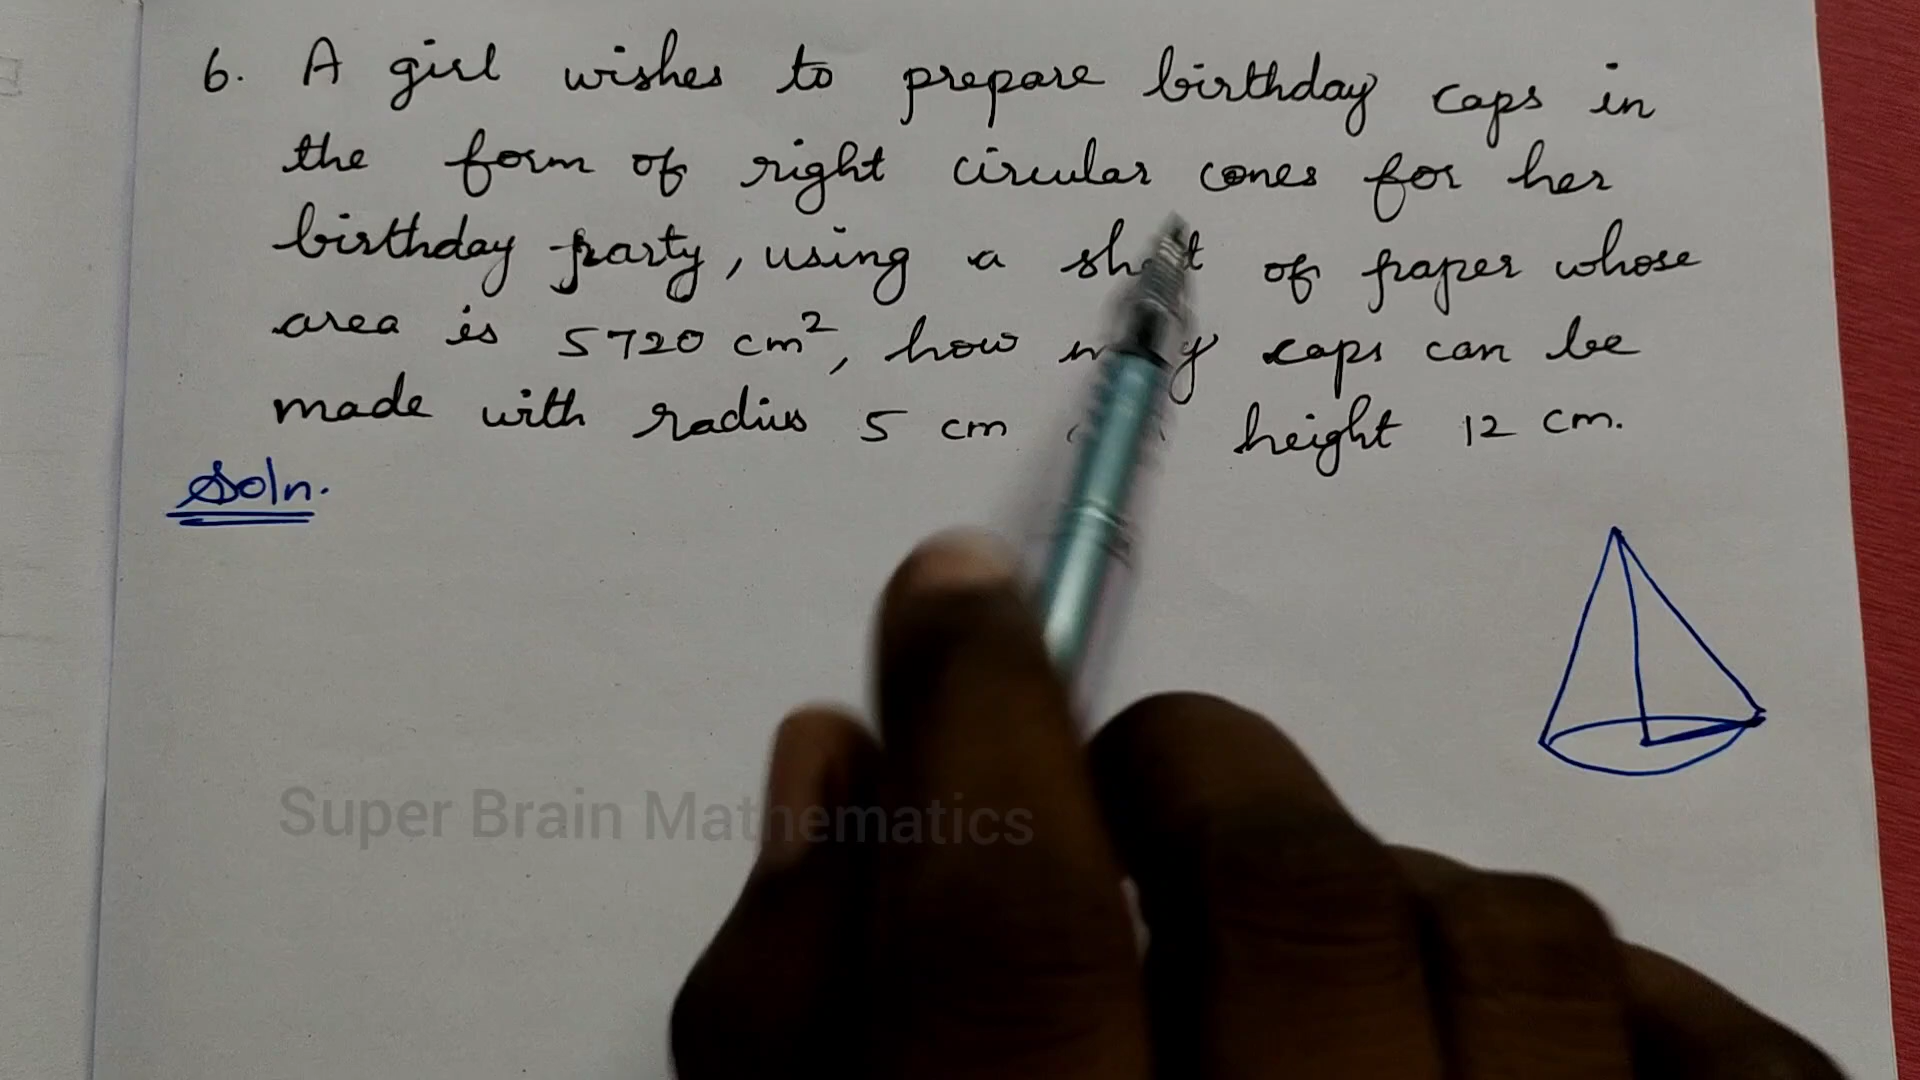 6. A girl wishes to prepare birthday caps in
the form of right circular cones for her
birthday party, using a of paper whose
area is 5720 cm², how caps can be
made with radius 5 cm height 12 cm.
Soln.
Super Brain Mathematics